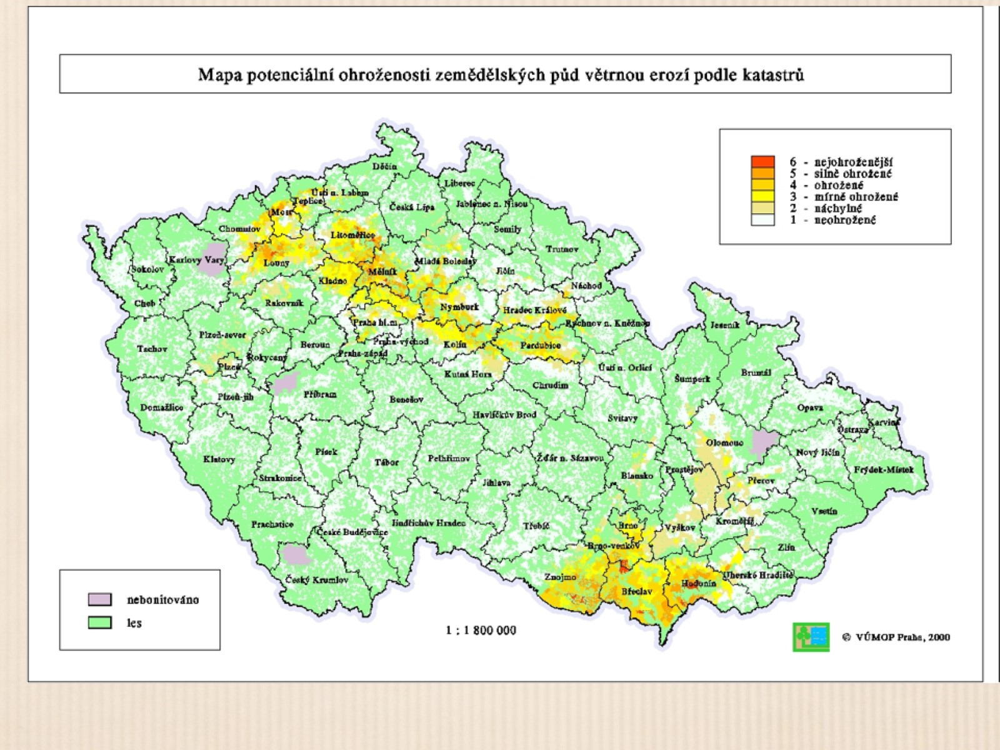 Mapa potenciální ohroženosti zemědělských půd větrnou erozí podle katastrů
6 - nejohroženější
5 - silně ohrožené
4 - ohrožené
3 - mírně ohrožené
2 - náchylné
1 - neohrožené
Děčín
Liberec
Ústí n. Labem
Teplice
Česká Lípa
Jablonec n. Nisou
Most
Chomutov
Litoměřice
Semily
Trutnov
Karlovy Vary
Louny
Mladá Boleslav
Sokolov
Mělník
Jičín
Kladno
Náchod
Cheb
Rakovník
Nymburk
Hradec Králové
Praha hl.m.
Rychnov n. Kněžnou
Jeseník
Plzeň-sever
Praha-východ
Tachov
Beroun
Kolín
Pardubice
Praha-západ
Rokycany
Plzeň
Ústí n. Orlicí
Kutná Hora
Bruntál
Šumperk
Chrudim
Plzeň-jih
Příbram
Benešov
Domažlice
Opava
Havlíčkův Brod
Svitavy
Karviná
Ostrava
Olomouc
Písek
Nový Jičín
Klatovy
Tábor
Pelhřimov
Žďár n. Sázavou
Prostějov
Frýdek-Místek
Strakonice
Blansko
Jihlava
Přerov
Vsetín
Prachatice
Jindřichův Hradec
Třebíč
Brno
Vyškov
Kroměříž
České Budějovice
Brno-venkov
Zlín
Český Krumlov
Znojmo
Uherské Hradiště
Hodonín
Břeclav
nebonitováno
les
1 : 1 800 000
© VÚMOP Praha, 2000